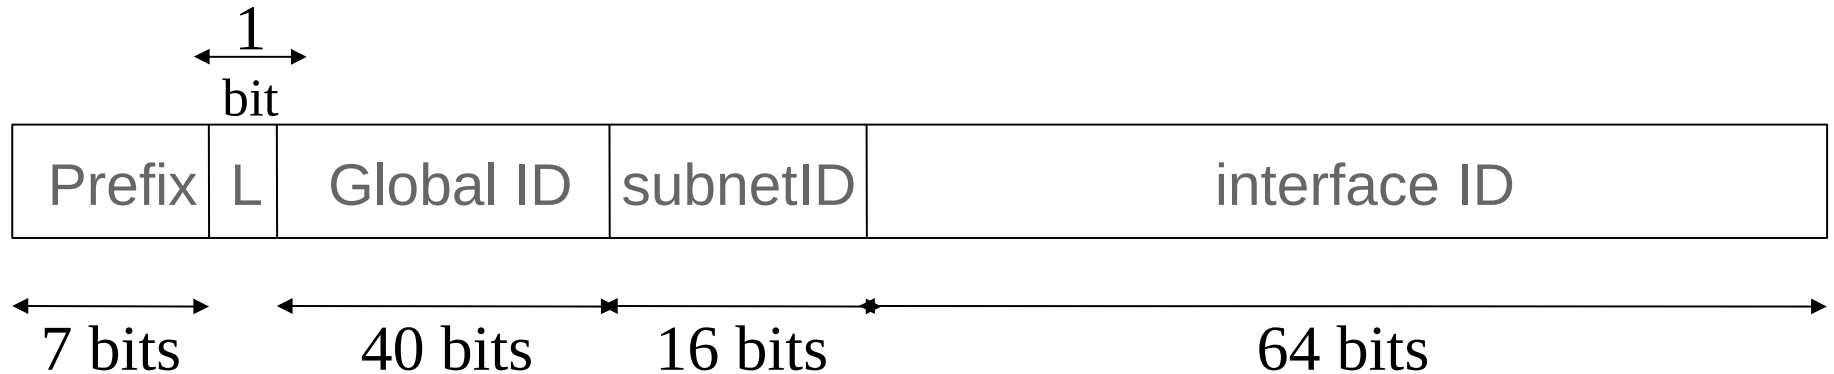 1
bit
Prefix L Global ID subnetID interface ID
7 bits 40 bits 16 bits 64 bits